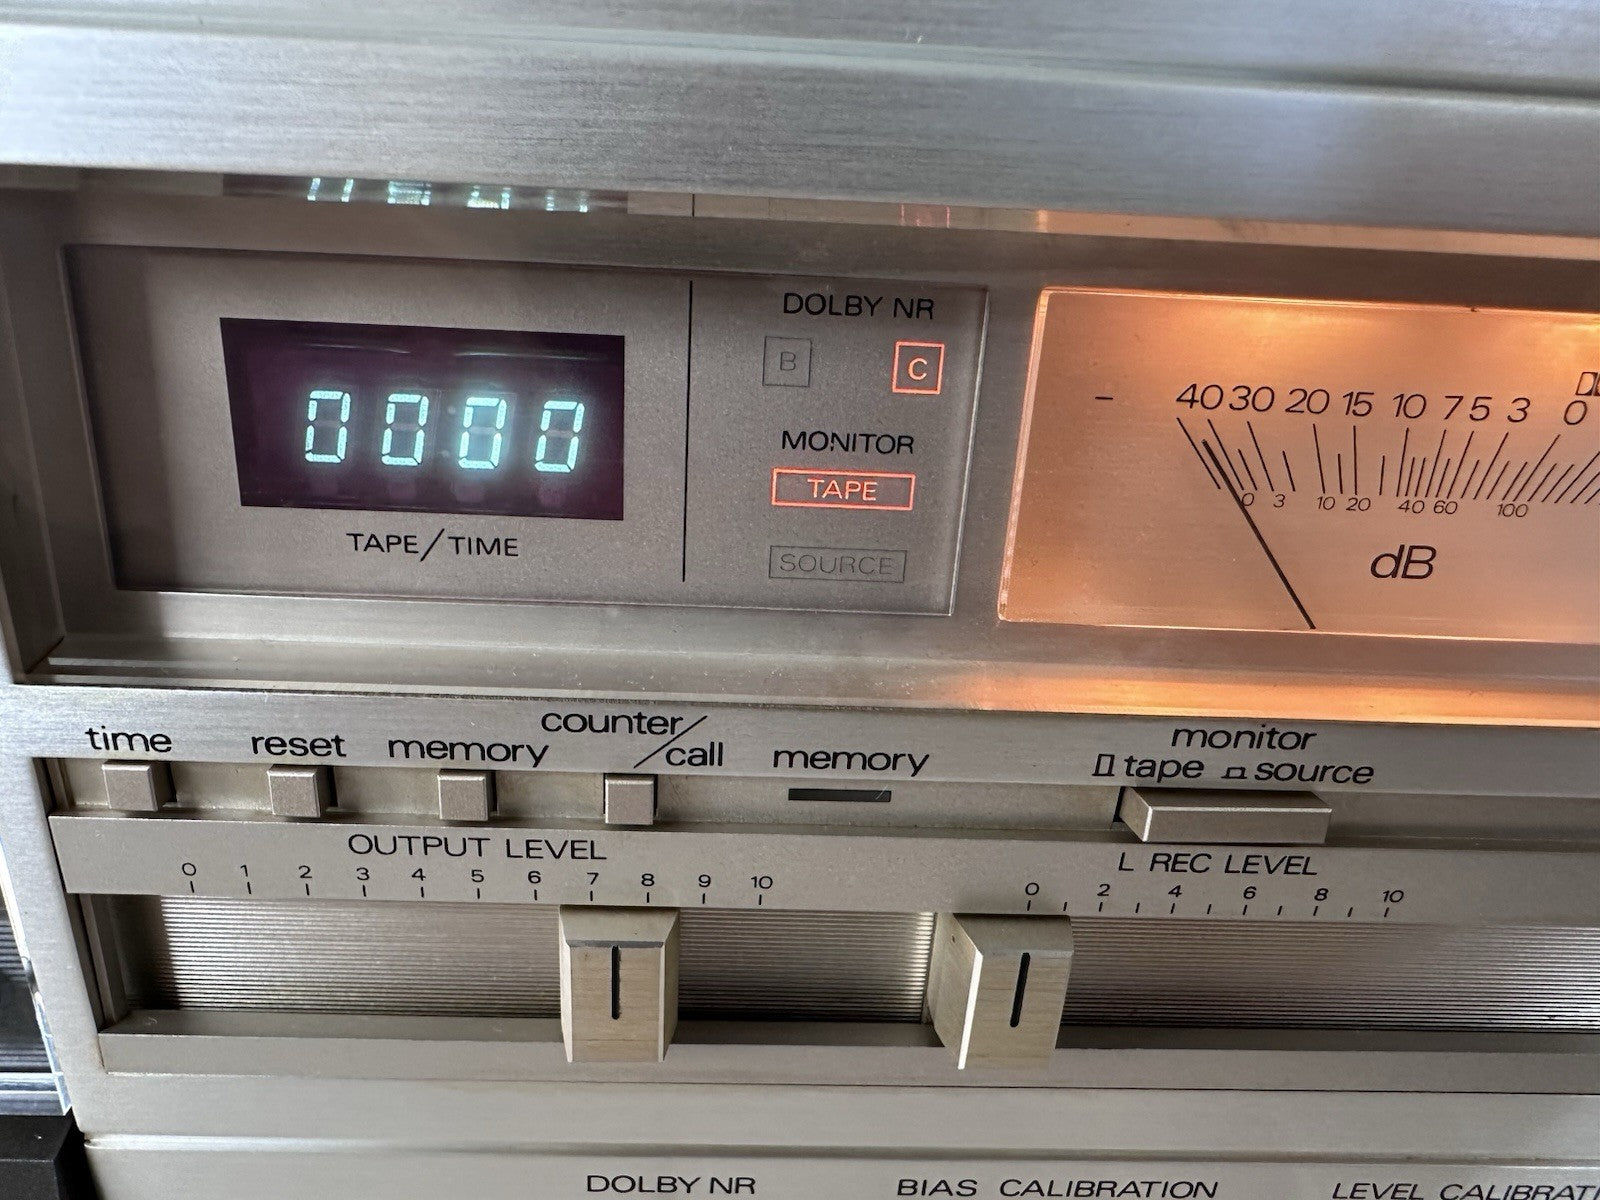 0000
TAPE/TIME
DOLBY NR
B C
MONITOR
TAPE
SOURCE
- 40 30 20 15 10 7 5 3 0
0 3 10 20 40 60 100
dB
time reset memory counter/call memory
monitor
tape source
OUTPUT LEVEL
0 1 2 3 4 5 6 7 8 9 10
L REC LEVEL
0 2 4 6 8 10
DOLBY NR BIAS CALIBRATION LEVEL